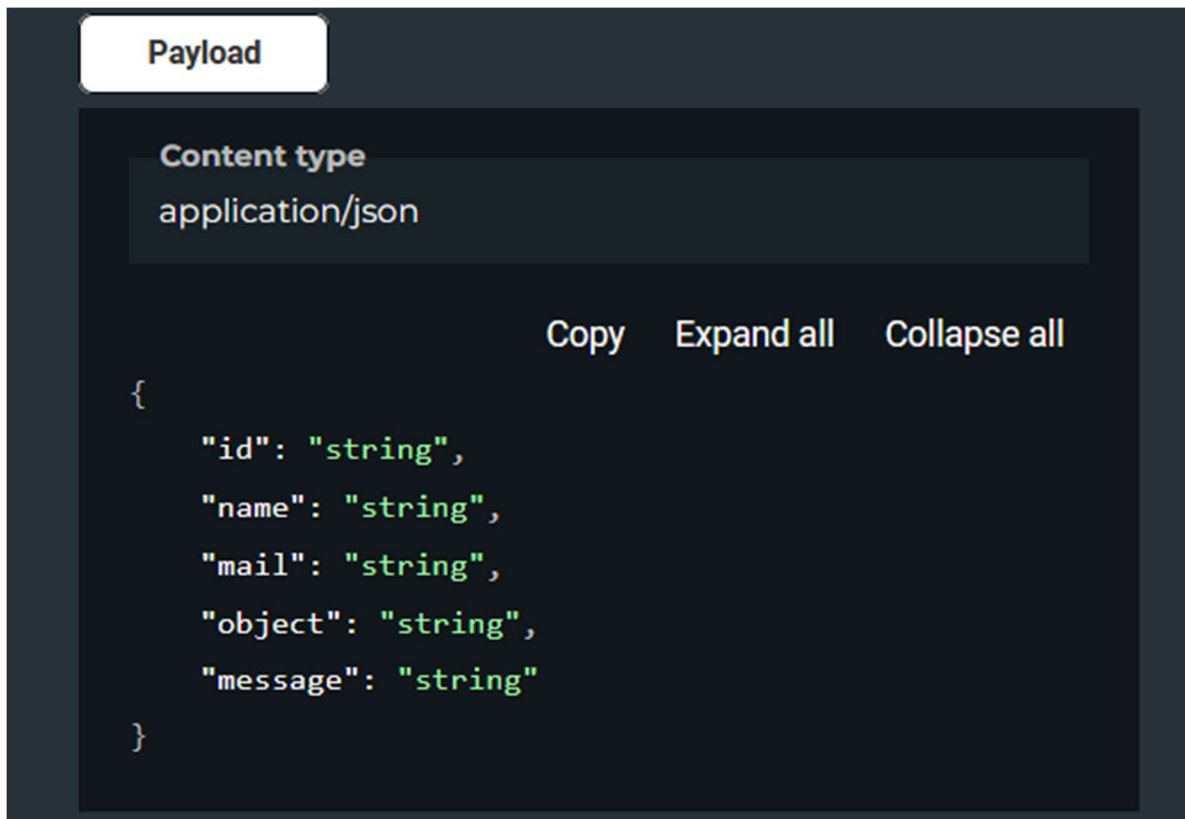 Payload
Content type
application/json
Copy Expand all Collapse all
{
"id": "string",
"name": "string",
"mail": "string",
"object": "string",
"message": "string"
}